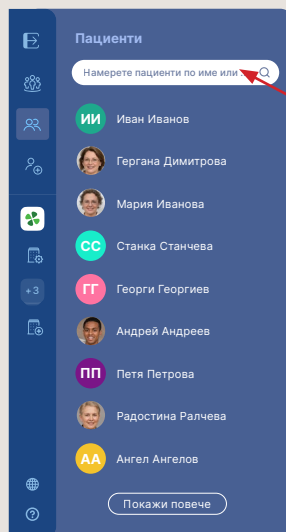 Пациенти
Намерете пациенти по име или ...
ИИ Иван Иванов
Гергана Димитрова
Мария Иванова
СС Станка Станчева
ГГ Георги Георгиев
Андрей Андреев
ПП Петя Петрова
Радостина Ралчева
АА Ангел Ангелов
+3
Покажи повече